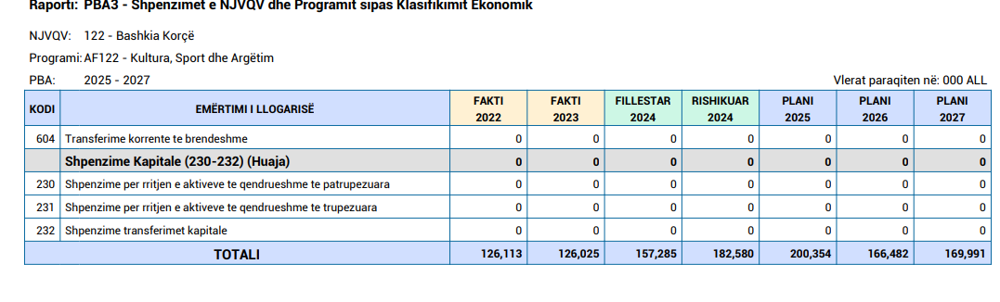 Raporti: PBA3 - Shpenzimet e NJVQV dhe Programit sipas Klasifikimit Ekonomik
NJVQV: 122 - Bashkia Korçë
Programi: AF122 - Kultura, Sport dhe Argëtim
PBA: 2025 - 2027 Vlerat paraqiten në: 000 ALL
KODI EMËRTIMI I LLOGARISË FAKTI 2022 FAKTI 2023 FILLESTAR 2024 RISHIKUAR 2024 PLANI 2025 PLANI 2026 PLANI 2027
604 Transferime korrente te brendeshme 0 0 0 0 0 0 0
Shpenzime Kapitale (230-232) (Huaja) 0 0 0 0 0 0 0
230 Shpenzime per rritjen e aktiveve te qendrueshme te patrupezuara 0 0 0 0 0 0 0
231 Shpenzime per rritjen e aktiveve te qendrueshme te trupezuara 0 0 0 0 0 0 0
232 Shpenzime transferimet kapitale 0 0 0 0 0 0 0
TOTALI 126,113 126,025 157,285 182,580 200,354 166,482 169,991